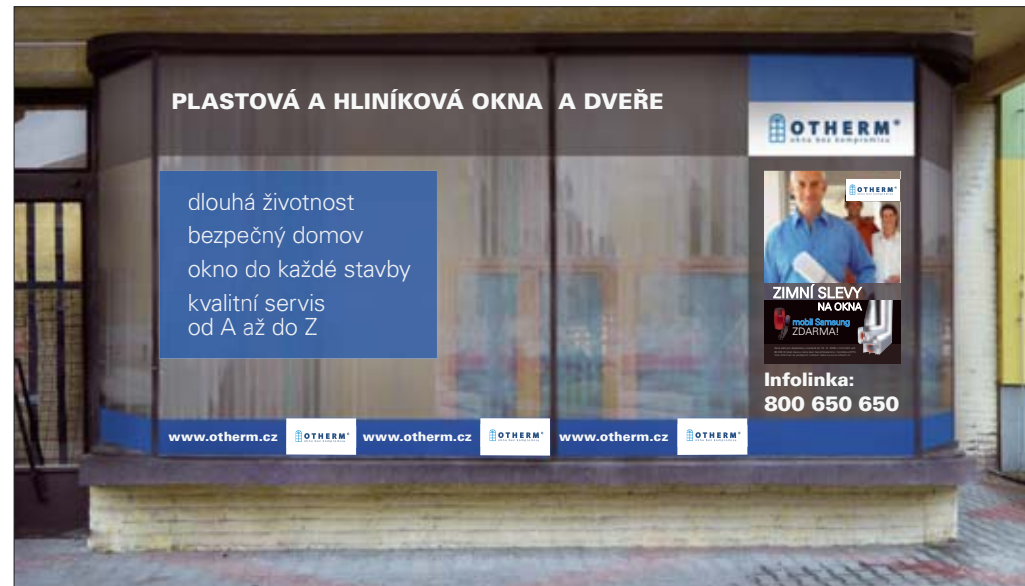 PLASTOVÁ A HLINÍKOVÁ OKNA A DVEŘE
OTHERM®
okna bez kompromisu
dlouhá životnost
bezpečný domov
okno do každé stavby
kvalitní servis
od A až do Z
OTHERM®
ZIMNÍ SLEVY
NA OKNA
mobil Samsung
ZDARMA!
Infolinka:
800 650 650
www.otherm.cz OTHERM® www.otherm.cz OTHERM® www.otherm.cz OTHERM®